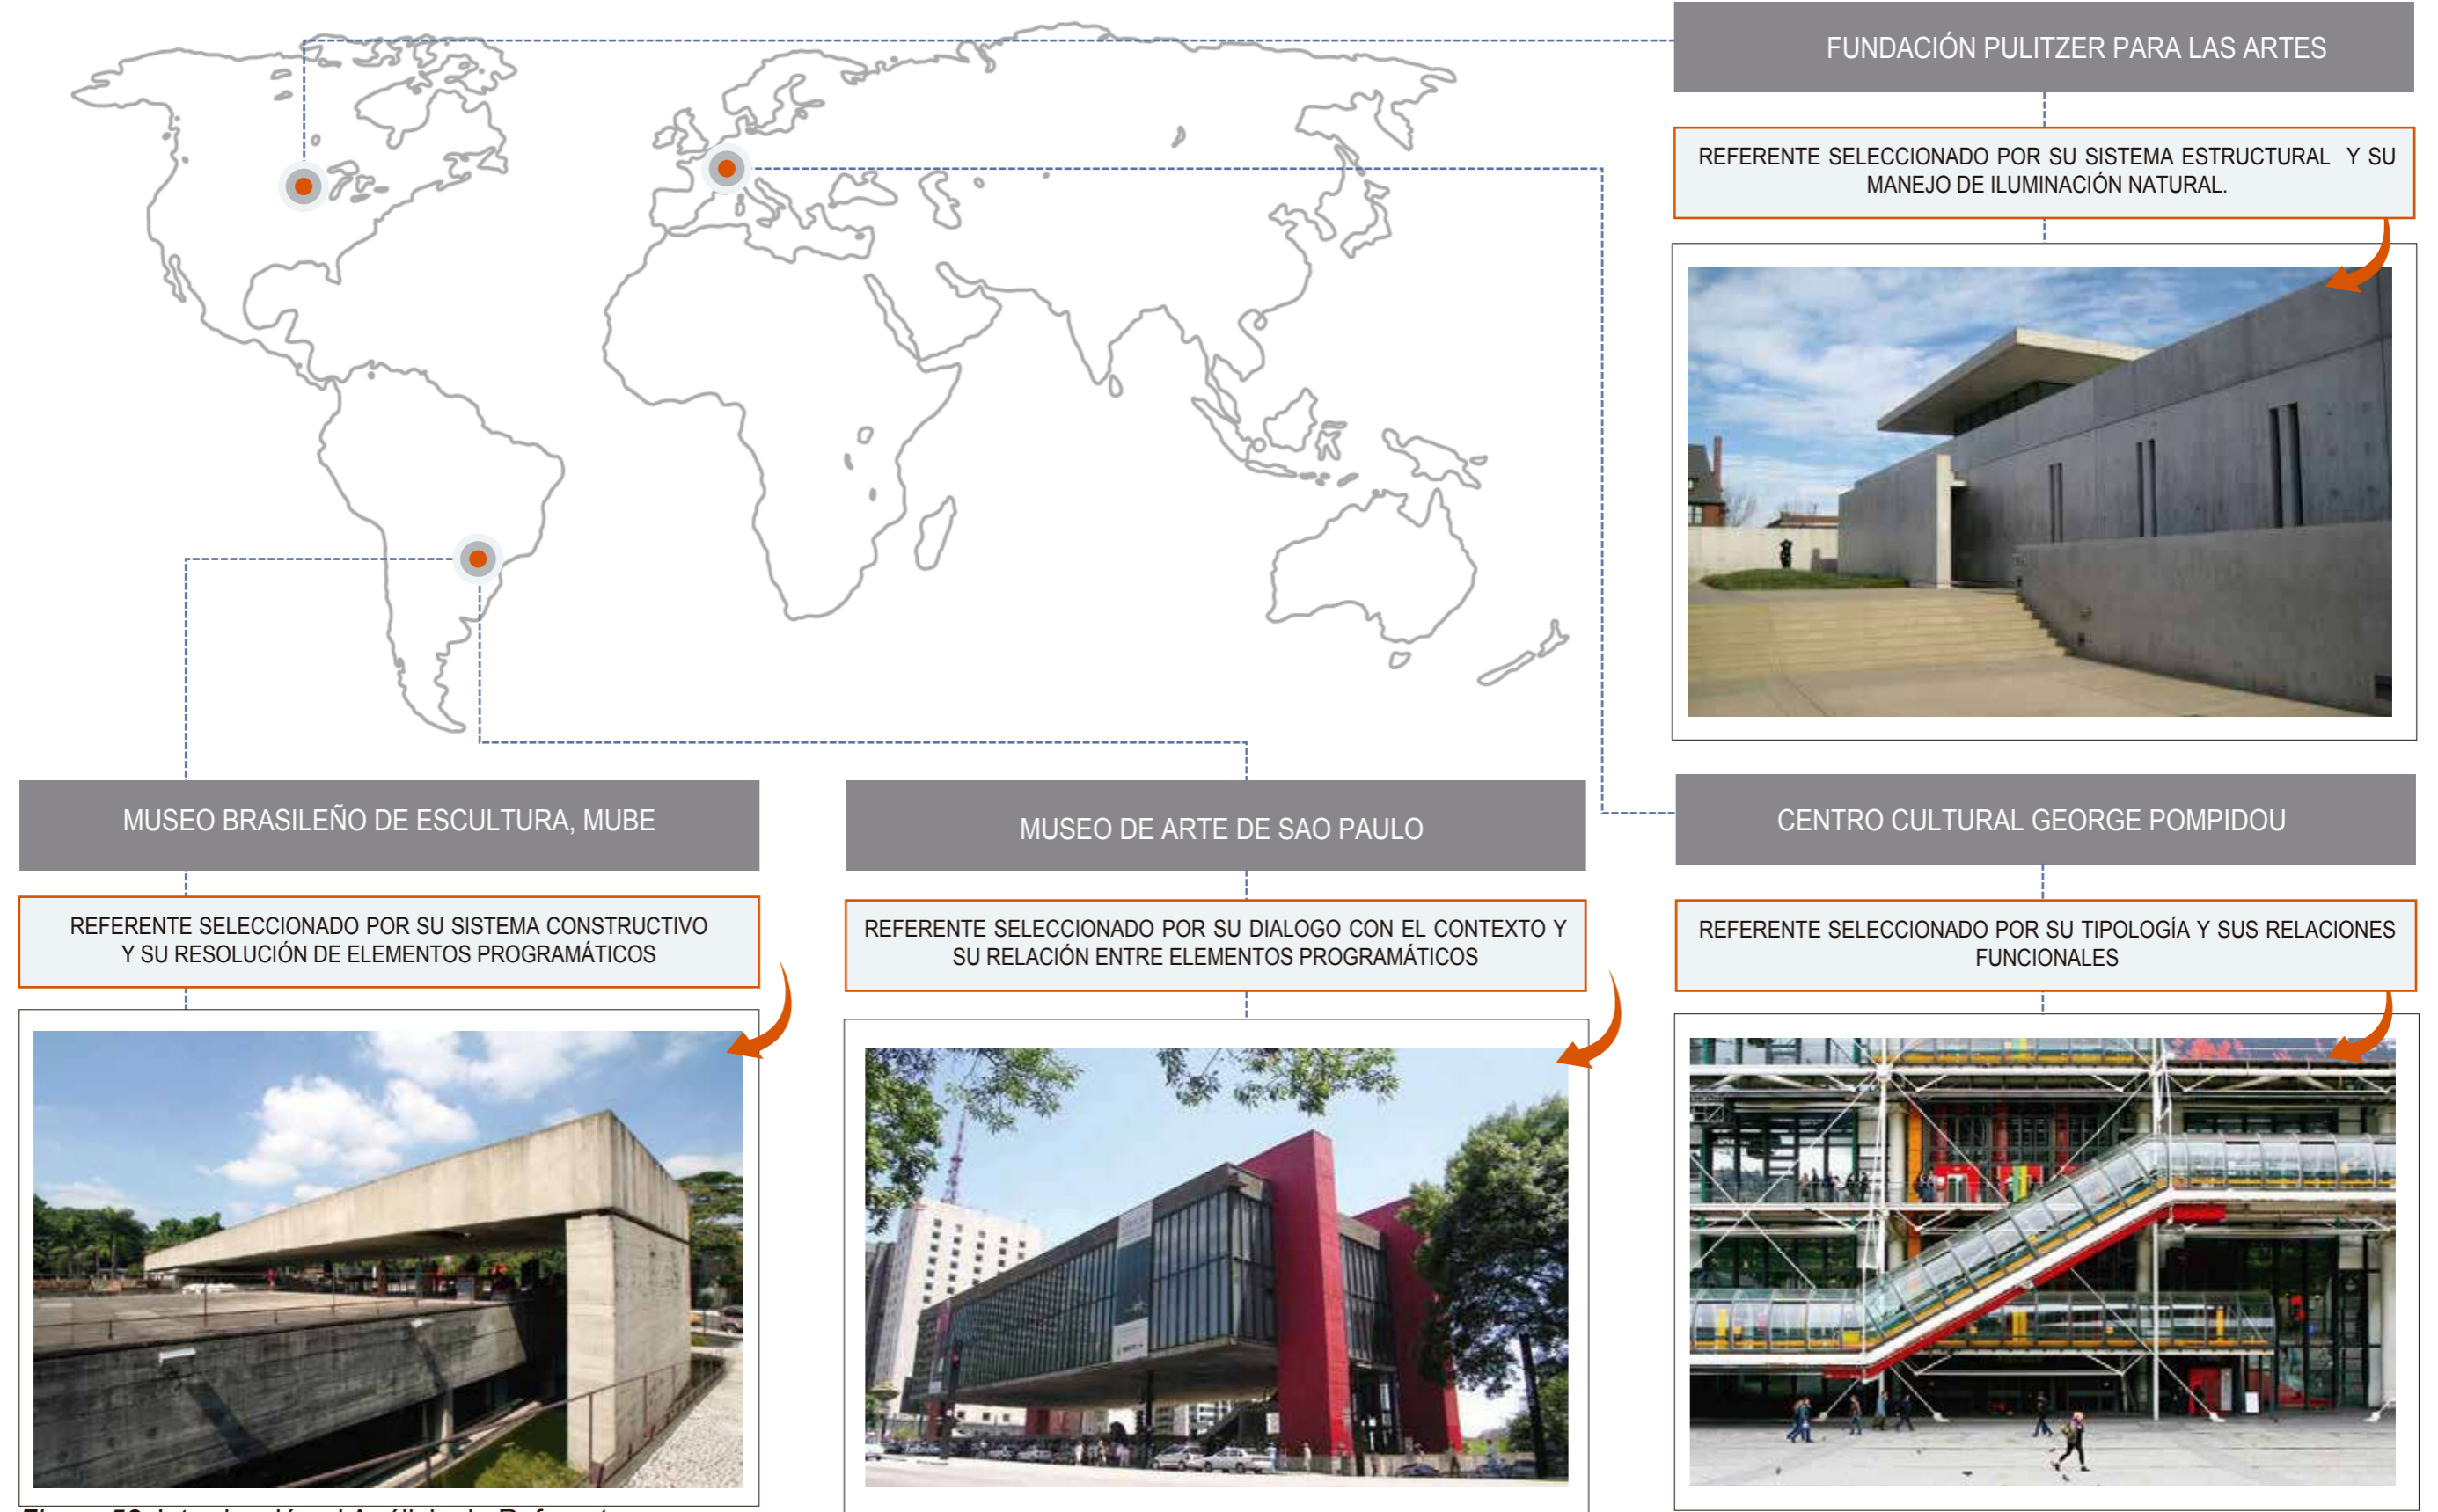 FUNDACIÓN PULITZER PARA LAS ARTES
REFERENTE SELECCIONADO POR SU SISTEMA ESTRUCTURAL Y SU
MANEJO DE ILUMINACIÓN NATURAL.
MUSEO BRASILEÑO DE ESCULTURA, MUBE
REFERENTE SELECCIONADO POR SU SISTEMA CONSTRUCTIVO
Y SU RESOLUCIÓN DE ELEMENTOS PROGRAMÁTICOS
MUSEO DE ARTE DE SAO PAULO
REFERENTE SELECCIONADO POR SU DIALOGO CON EL CONTEXTO Y
SU RELACIÓN ENTRE ELEMENTOS PROGRAMÁTICOS
CENTRO CULTURAL GEORGE POMPIDOU
REFERENTE SELECCIONADO POR SU TIPOLOGÍA Y SUS RELACIONES
FUNCIONALES